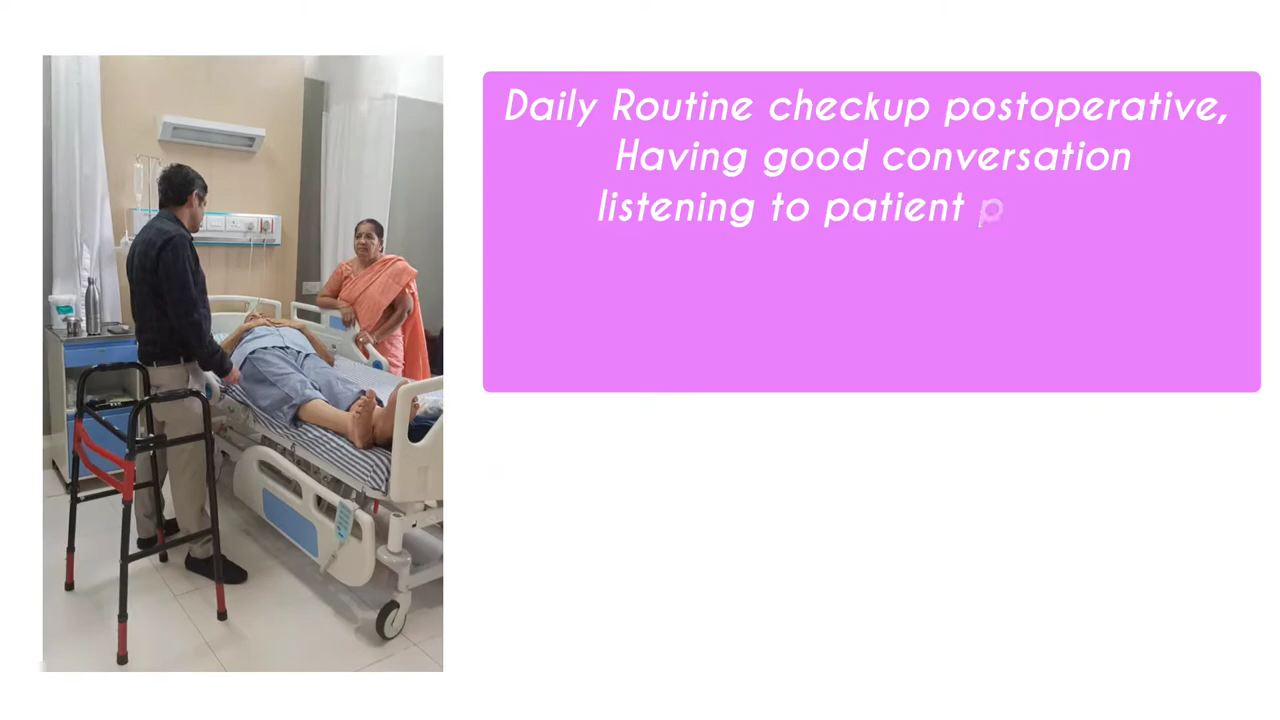 Daily Routine checkup postoperative,
Having good conversation
listening to patient p